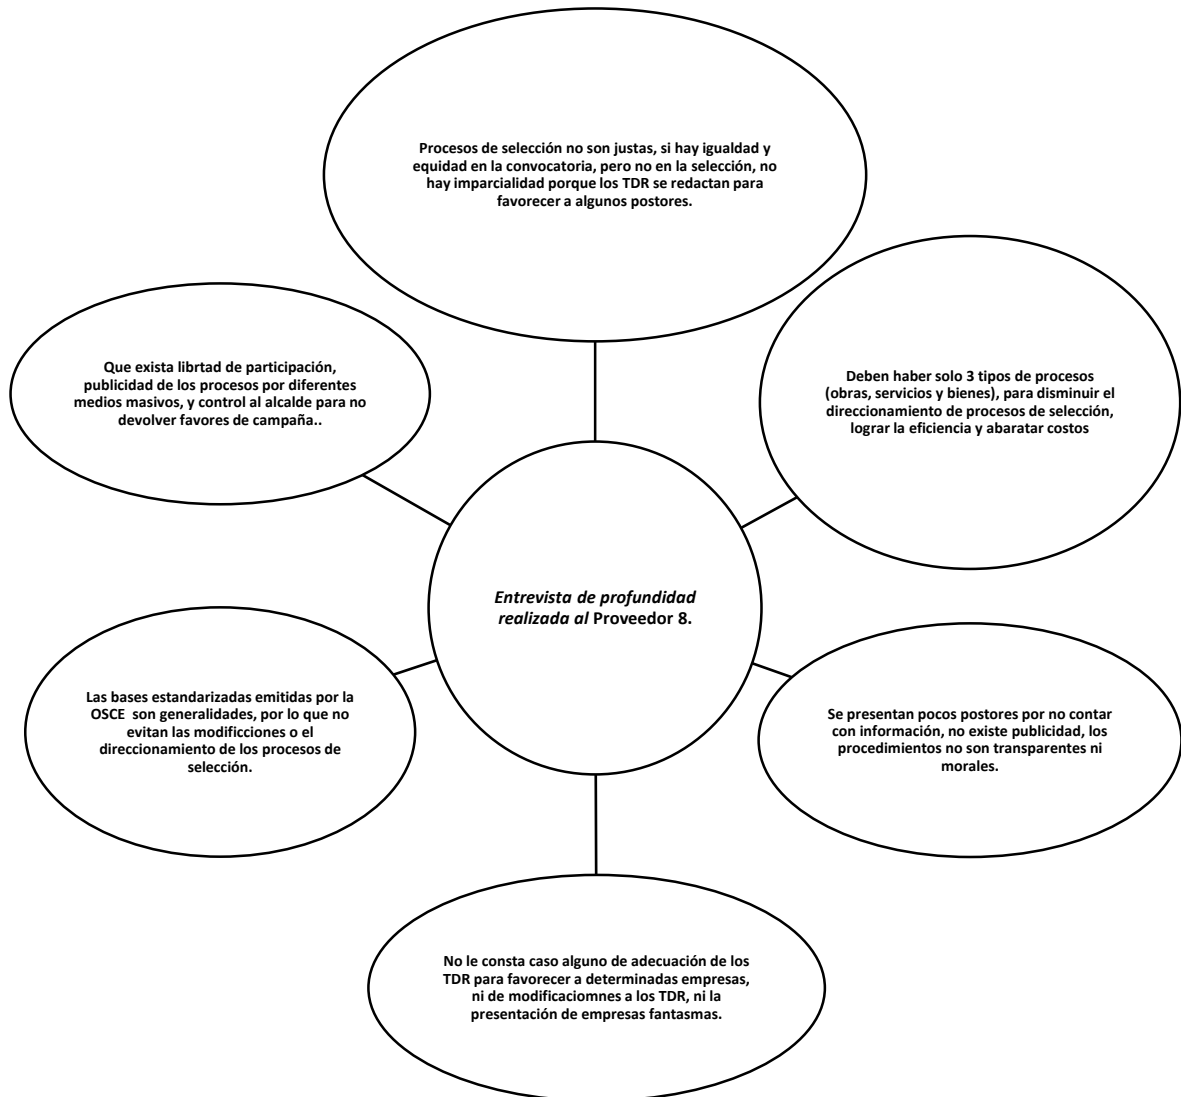 Procesos de selección no son justas, si hay igualdad y
equidad en la convocatoria, pero no en la selección, no
hay imparcialidad porque los TDR se redactan para
favorecer a algunos postores.
Deben haber solo 3 tipos de procesos
(obras, servicios y bienes), para disminuir el
direccionamiento de procesos de selección,
lograr la eficiencia y abaratar costos
Se presentan pocos postores por no contar
con información, no existe publicidad, los
procedimientos no son transparentes ni
morales.
No le consta caso alguno de adecuación de los
TDR para favorecer a determinadas empresas,
ni de modificaciomnes a los TDR, ni la
presentación de empresas fantasmas.
Las bases estandarizadas emitidas por la
OSCE son generalidades, por lo que no
evitan las modificciones o el
direccionamiento de los procesos de
selección.
Que exista librtad de participación,
publicidad de los procesos por diferentes
medios masivos, y control al alcalde para no
devolver favores de campaña..
Entrevista de profundidad
realizada al Proveedor 8.